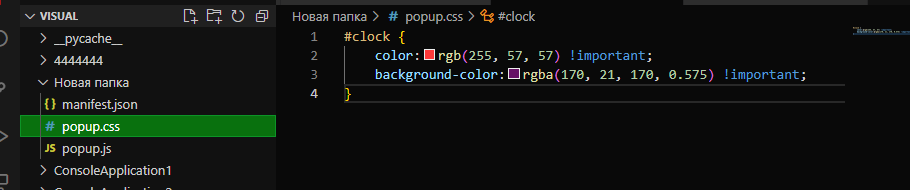 VISUAL
__pycache__
4444444
Новая папка
{} manifest.json
# popup.css
JS popup.js
ConsoleApplication1
Новая папка > # popup.css > #clock
1 #clock {
2 color: rgb(255, 57, 57) !important;
3 background-color: rgba(170, 21, 170, 0.575) !important;
4 }